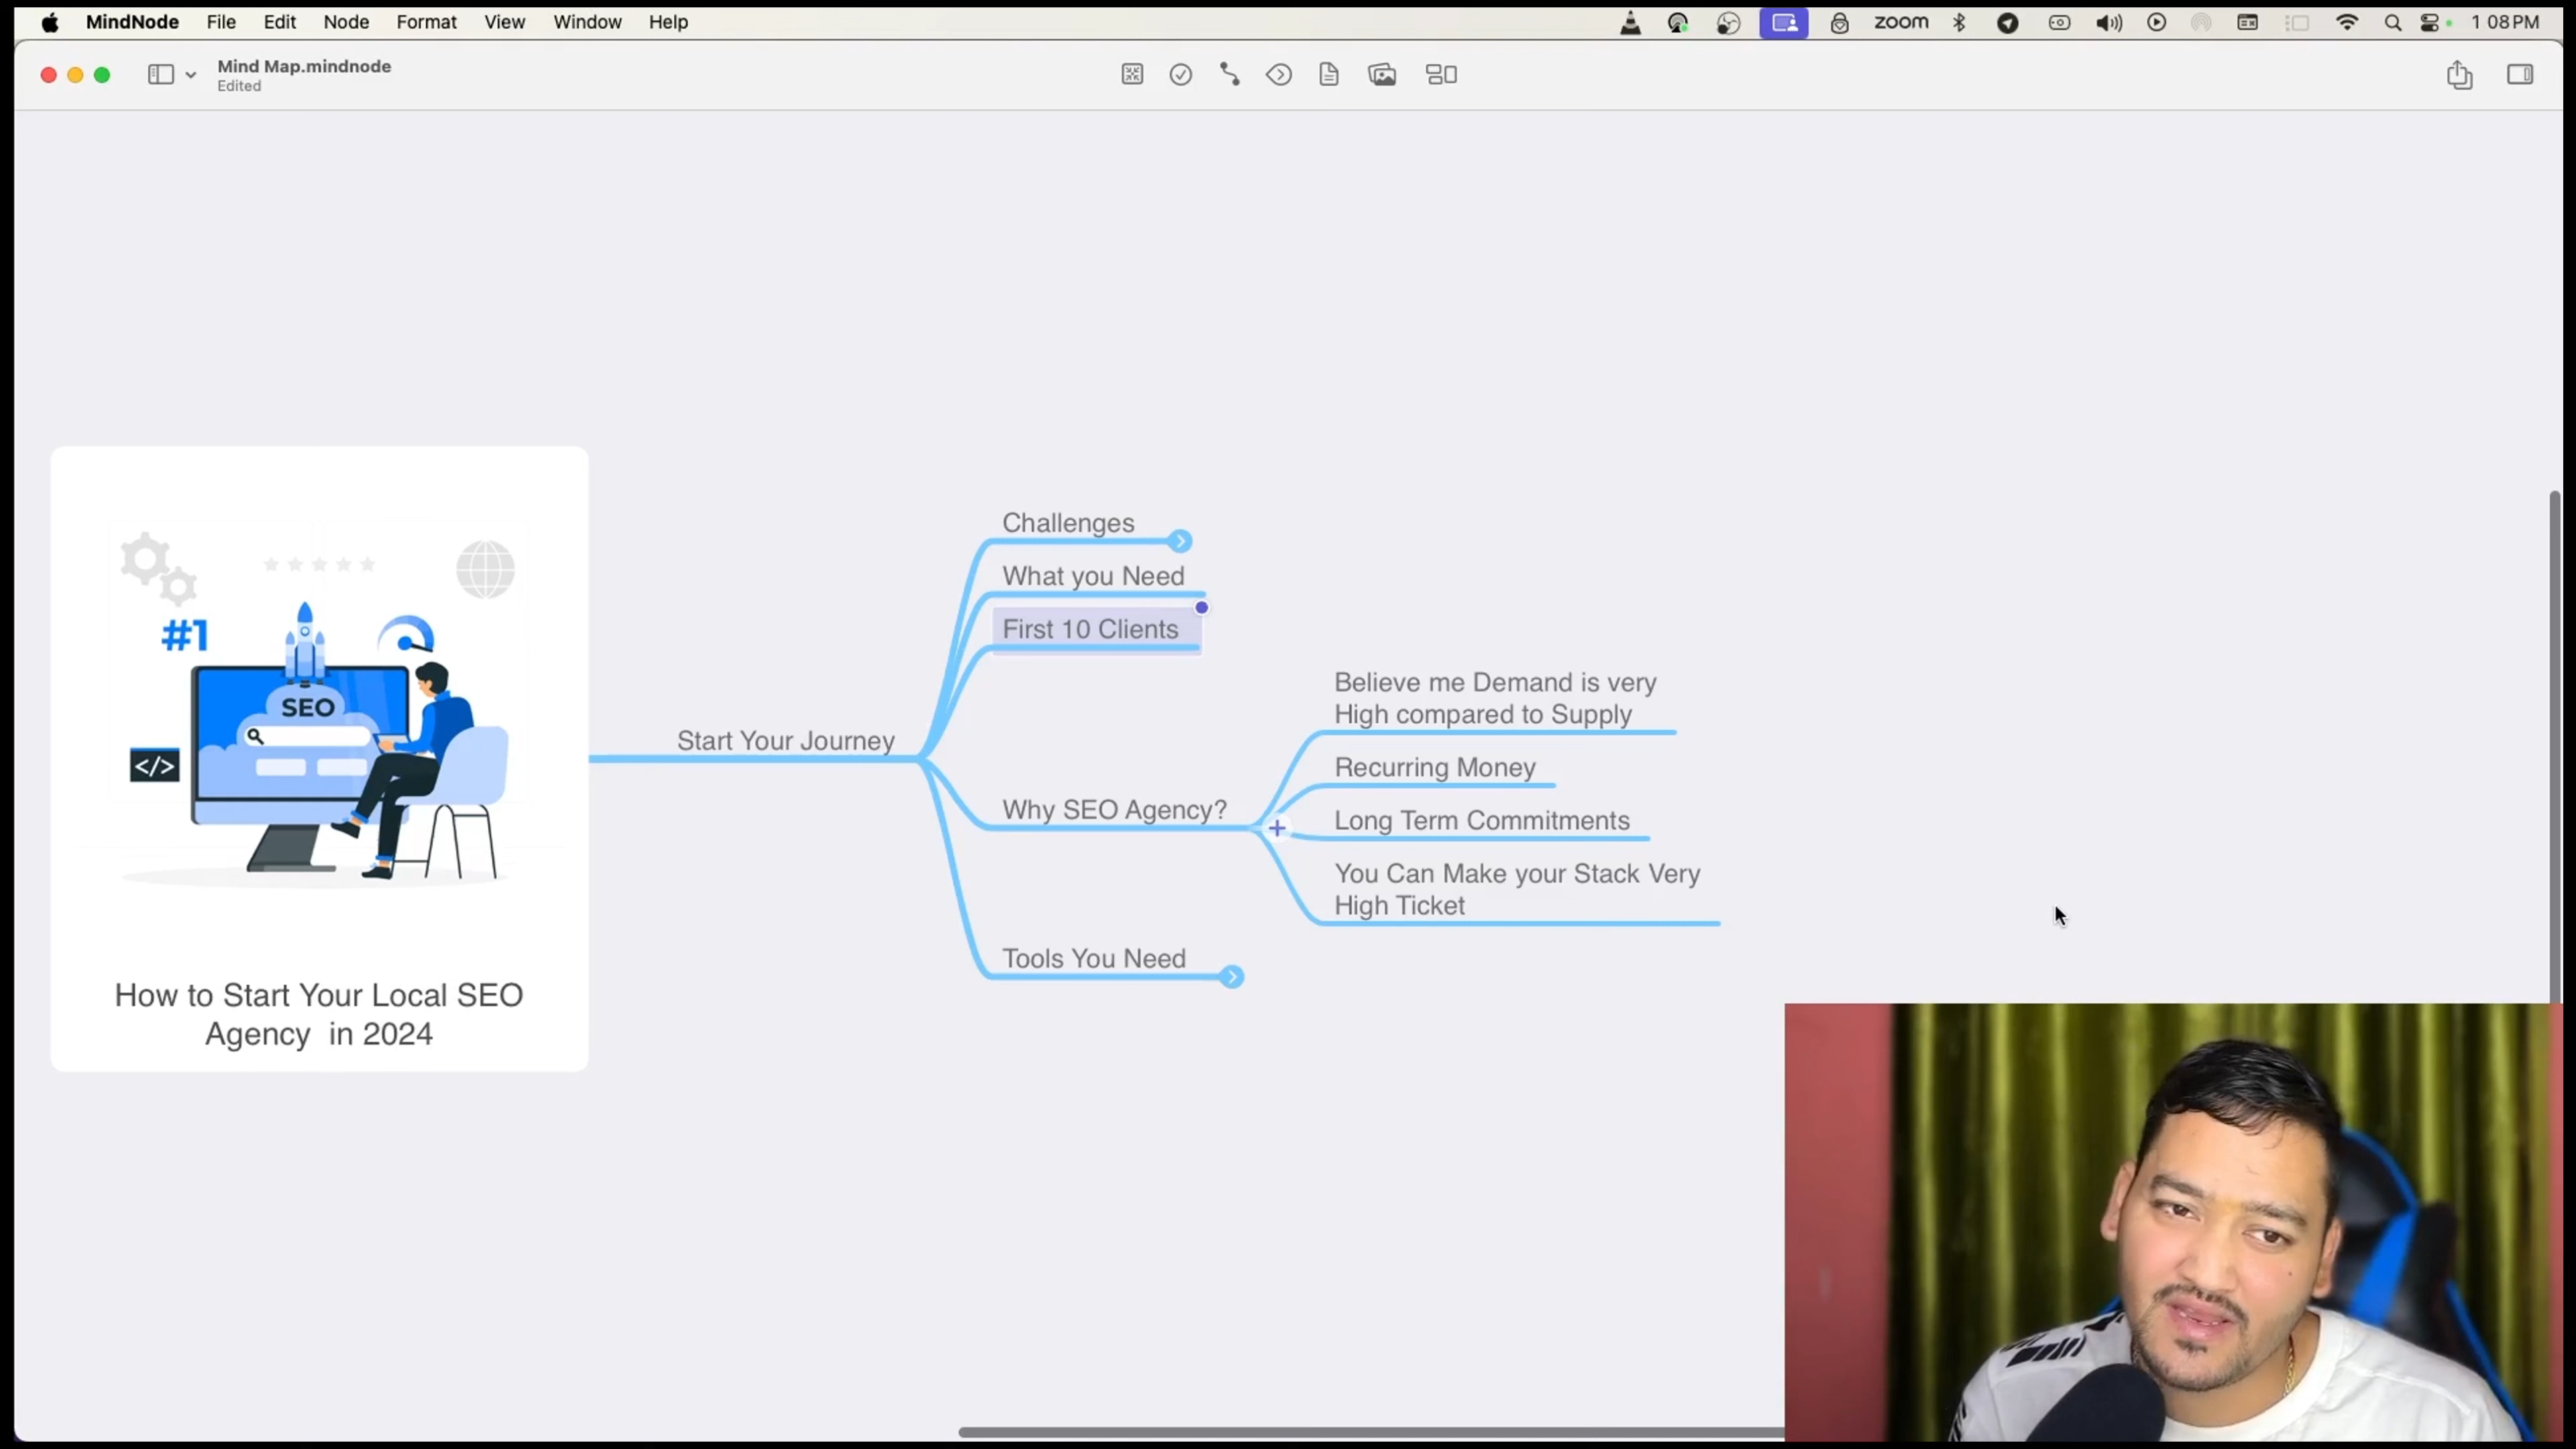 MindNode File Edit Node Format View Window Help zoom 1 08 PM
Mind Map.mindnode
Edited
#1
SEO
</>
How to Start Your Local SEO
Agency in 2024
Start Your Journey
Challenges
What you Need
First 10 Clients
Why SEO Agency?
Believe me Demand is very
High compared to Supply
Recurring Money
Long Term Commitments
You Can Make your Stack Very
High Ticket
Tools You Need